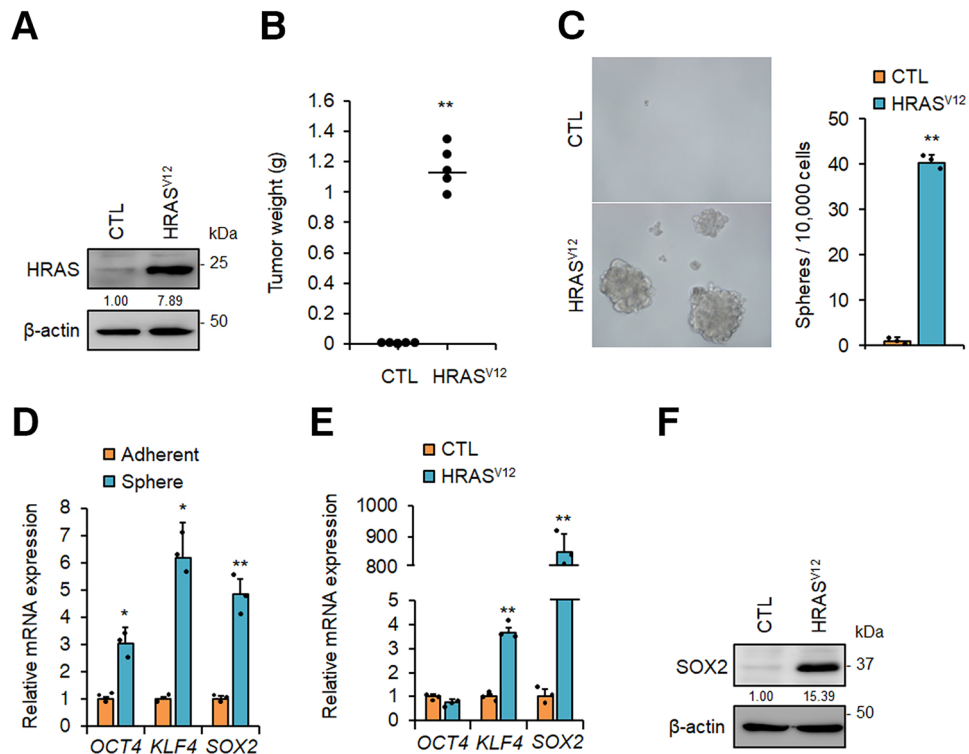 A
CTL
HRASV12
kDa
HRAS
25
1.00 7.89
β-actin
50
B
Tumor weight (g)
1.6
1.4
1.2
1
0.8
0.6
0.4
0.2
0
**
CTL HRASV12
C
CTL
HRASV12
CTL
HRASV12
Spheres / 10,000 cells
50
40
30
20
10
0
**
D
Adherent
Sphere
Relative mRNA expression
8
7
6
5
4
3
2
1
0
*
*
**
OCT4 KLF4 SOX2
E
CTL
HRASV12
Relative mRNA expression
1000
900
800
5
4
3
2
1
0
**
**
OCT4 KLF4 SOX2
F
CTL
HRASV12
kDa
SOX2
37
1.00 15.39
β-actin
50